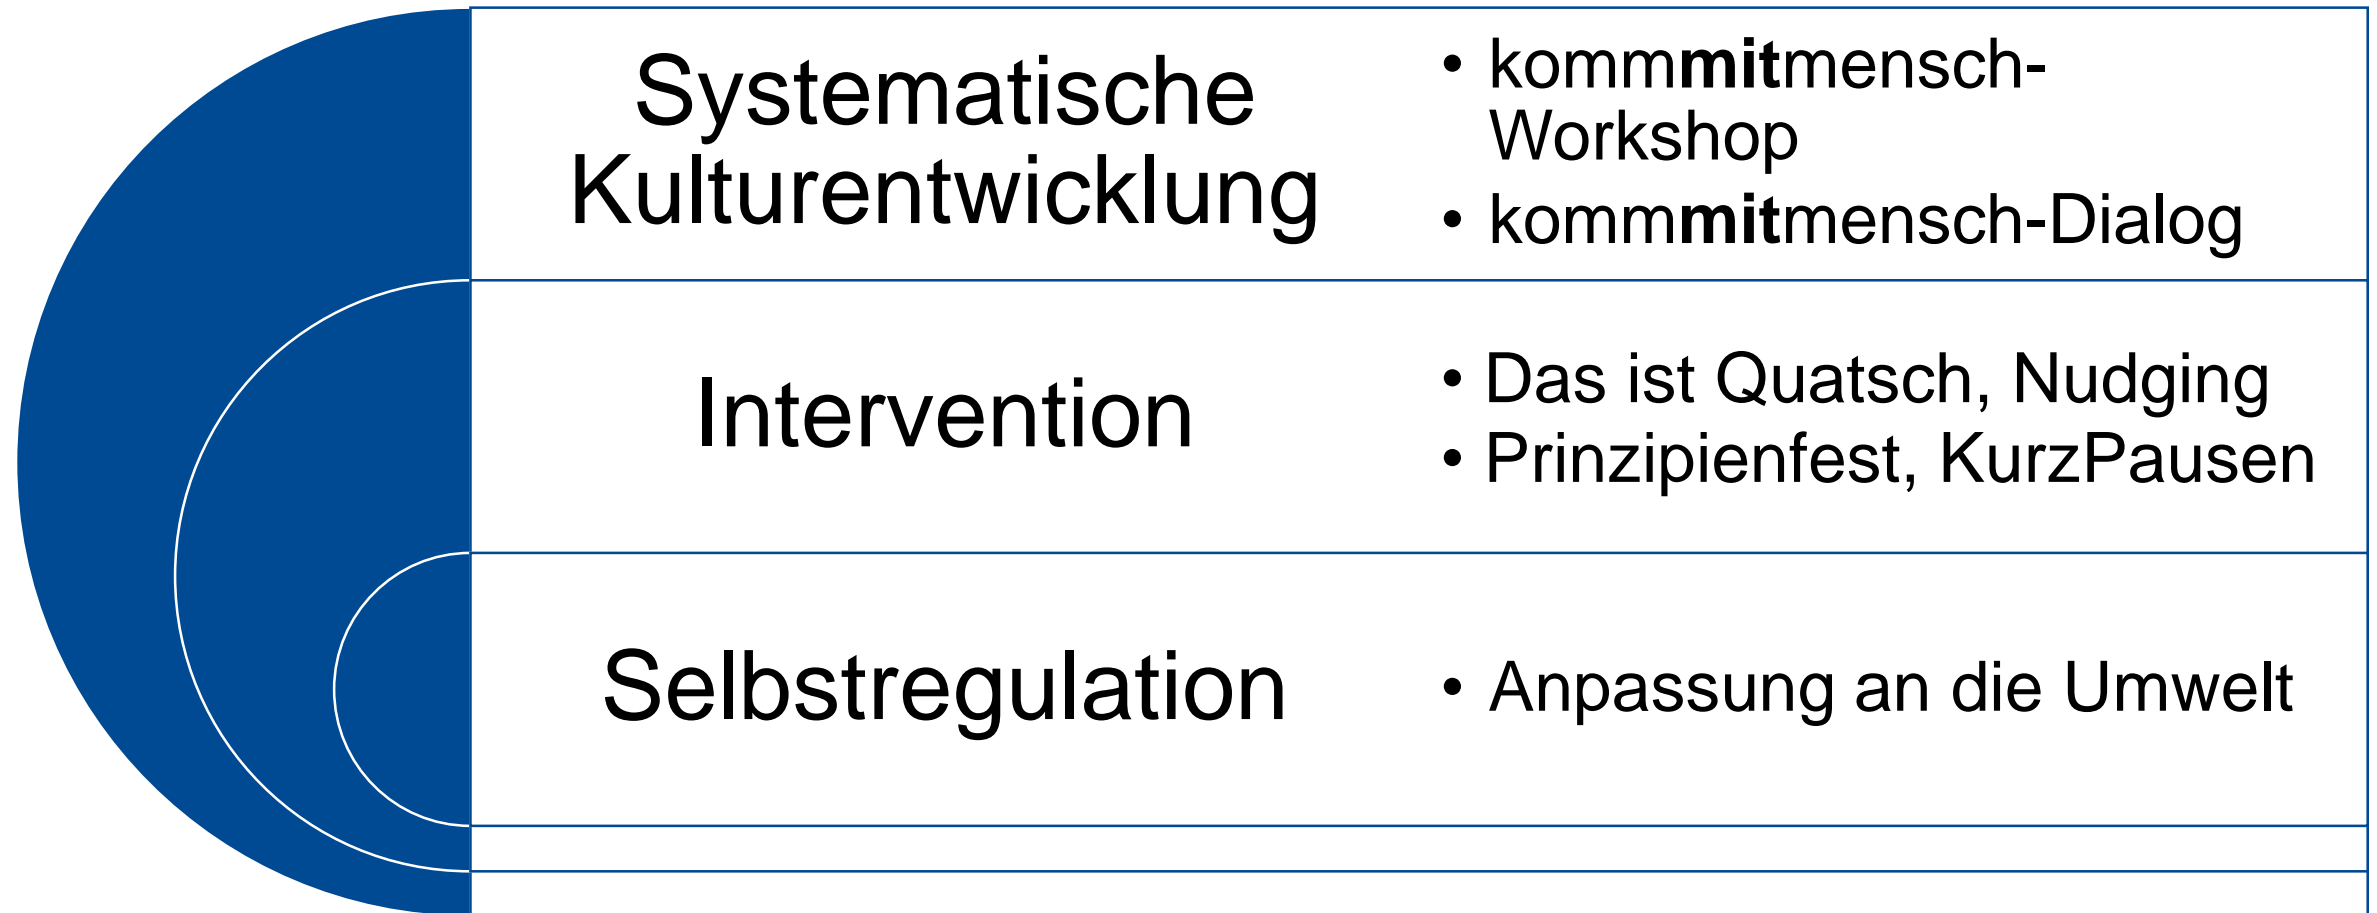 Systematische
Kulturentwicklung
• kommmitmensch-
Workshop
• kommmitmensch-Dialog
Intervention
• Das ist Quatsch, Nudging
• Prinzipienfest, KurzPausen
Selbstregulation
• Anpassung an die Umwelt